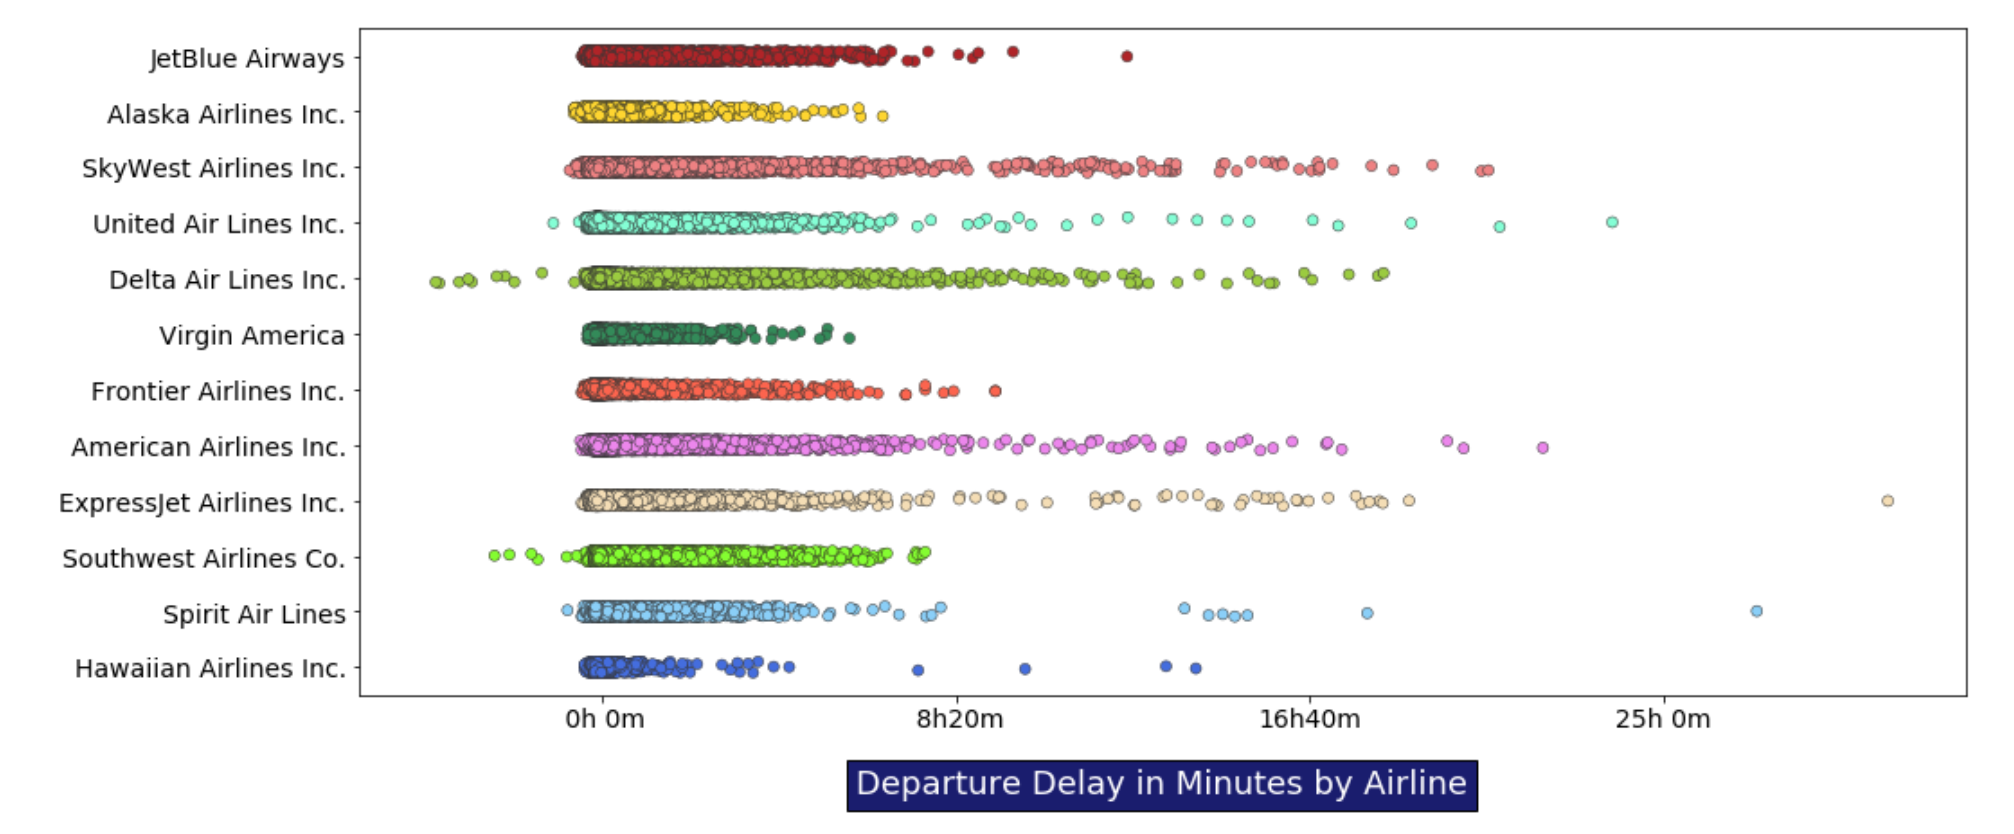 JetBlue Airways
Alaska Airlines Inc.
SkyWest Airlines Inc.
United Air Lines Inc.
Delta Air Lines Inc.
Virgin America
Frontier Airlines Inc.
American Airlines Inc.
ExpressJet Airlines Inc.
Southwest Airlines Co.
Spirit Air Lines
Hawaiian Airlines Inc.
0h 0m 8h20m 16h40m 25h 0m
Departure Delay in Minutes by Airline